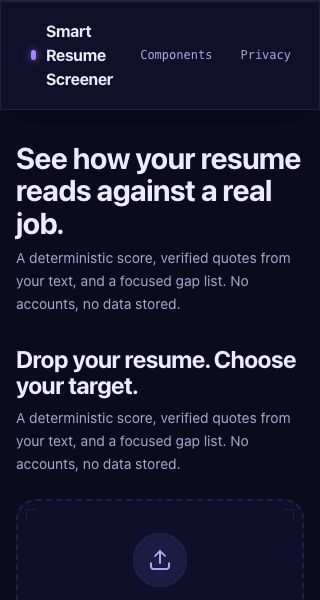 Smart
Resume
Screener
Components
Privacy
See how your resume
reads against a real
job.
A deterministic score, verified quotes from
your text, and a focused gap list. No
accounts, no data stored.
Drop your resume. Choose
your target.
A deterministic score, verified quotes from
your text, and a focused gap list. No
accounts, no data stored.